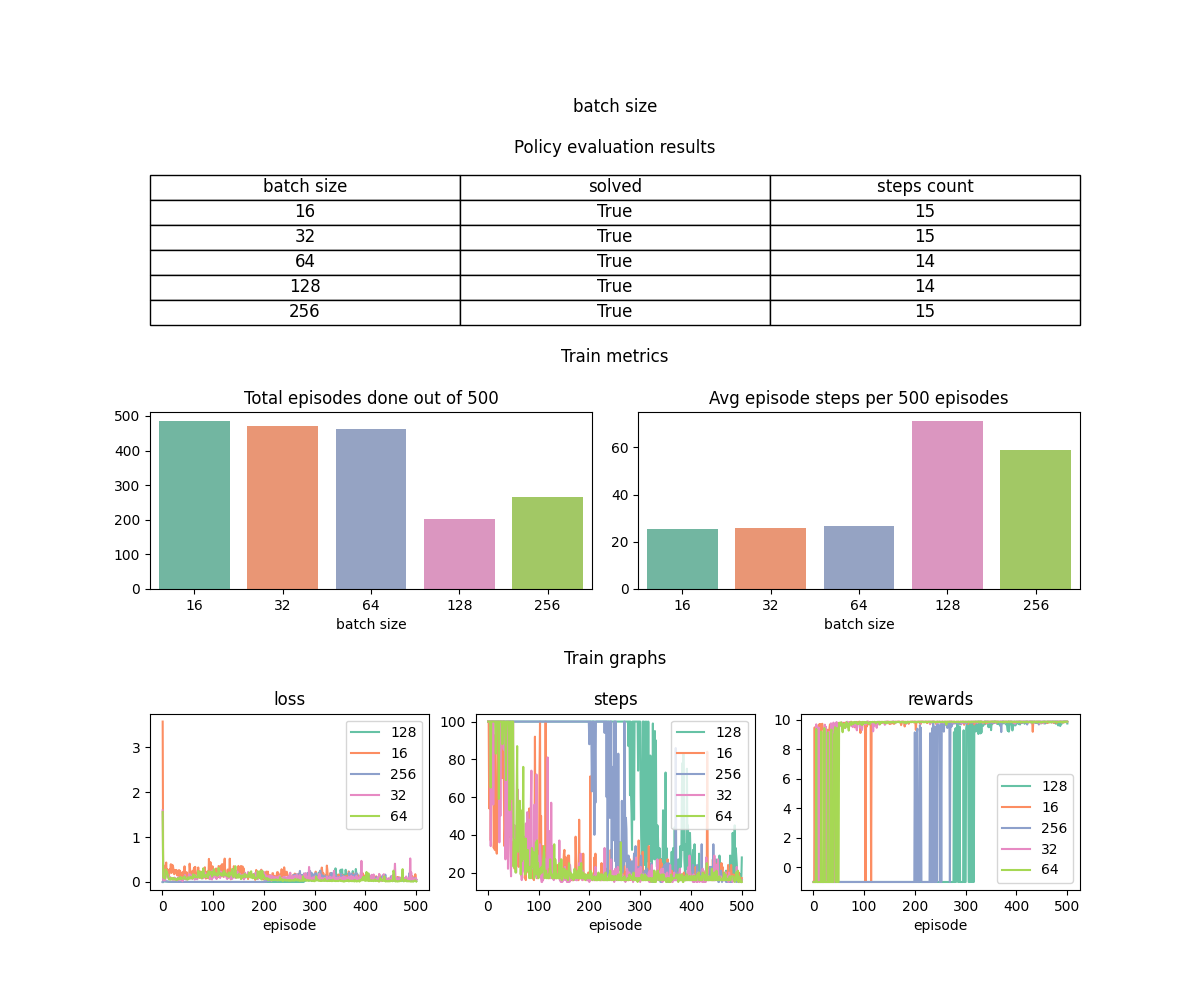 batch size
Policy evaluation results
batch size solved steps count
16 True 15
32 True 15
64 True 14
128 True 14
256 True 15
Train metrics
Total episodes done out of 500
500
400
300
200
100
0
16 32 64 128 256
batch size
Avg episode steps per 500 episodes
60
40
20
0
16 32 64 128 256
batch size
Train graphs
loss
3
2
1
0
128
16
256
32
64
0 100 200 300 400 500
episode
steps
100
80
60
40
20
128
16
256
32
64
0 100 200 300 400 500
episode
rewards
10
8
6
4
2
0
128
16
256
32
64
0 100 200 300 400 500
episode